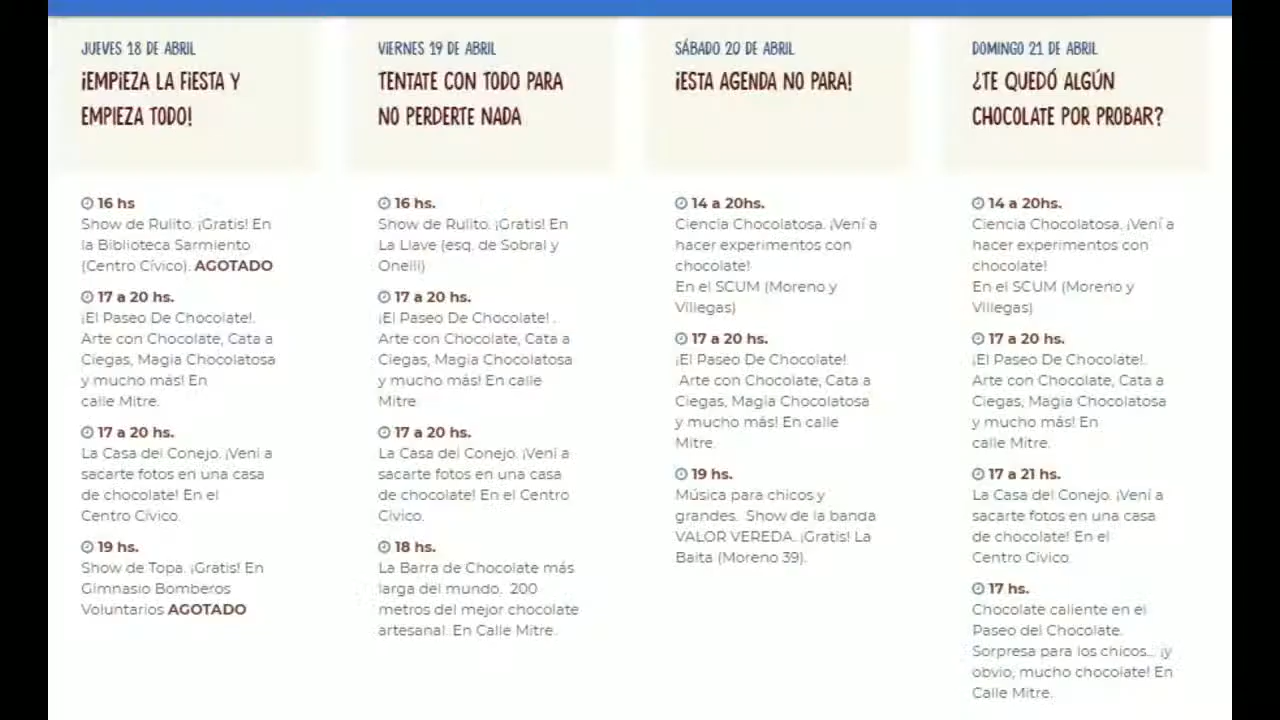 JUEVES 18 DE ABRIL
¡EMPIEZA LA FIESTA Y
EMPIEZA TODO!
16 hs
Show de Rulito. ¡Gratis! En
la Biblioteca Sarmiento
(Centro Cívico). AGOTADO
17 a 20 hs.
¡El Paseo De Chocolate!.
Arte con Chocolate, Cata a
Ciegas, Magia Chocolatosa
y mucho más! En
calle Mitre.
17 a 20 hs.
La Casa del Conejo. ¡Vení a
sacarte fotos en una casa
de chocolate! En el
Centro Cívico.
19 hs.
Show de Topa. ¡Gratis! En
Gimnasio Bomberos
Voluntarios AGOTADO
VIERNES 19 DE ABRIL
TENTATE CON TODO PARA
NO PERDERTE NADA
16 hs.
Show de Rulito. ¡Gratis! En
La Llave (esq. de Sobral y
Onelli)
17 a 20 hs.
¡El Paseo De Chocolate! .
Arte con Chocolate, Cata a
Ciegas, Magia Chocolatosa
y mucho más! En calle
Mitre.
17 a 20 hs.
La Casa del Conejo. ¡Vení a
sacarte fotos en una casa
de chocolate! En el Centro
Cívico.
18 hs.
La Barra de Chocolate más
larga del mundo. 200
metros del mejor chocolate
artesanal. En Calle Mitre.
SÁBADO 20 DE ABRIL
¡ESTA AGENDA NO PARA!
14 a 20hs.
Ciencia Chocolatosa. ¡Vení a
hacer experimentos con
chocolate!
En el SCUM (Moreno y
Villegas)
17 a 20 hs.
¡El Paseo De Chocolate!.
Arte con Chocolate, Cata a
Ciegas, Magia Chocolatosa
y mucho más! En calle
Mitre.
19 hs.
Música para chicos y
grandes. Show de la banda
VALOR VEREDA. ¡Gratis! La
Baita (Moreno 39).
DOMINGO 21 DE ABRIL
¿TE QUEDÓ ALGÚN
CHOCOLATE POR PROBAR?
14 a 20hs.
Ciencia Chocolatosa. ¡Vení a
hacer experimentos con
chocolate!
En el SCUM (Moreno y
Villegas)
17 a 20 hs.
¡El Paseo De Chocolate!.
Arte con Chocolate, Cata a
Ciegas, Magia Chocolatosa
y mucho más! En
calle Mitre.
17 a 21 hs.
La Casa del Conejo. ¡Vení a
sacarte fotos en una casa
de chocolate! En el
Centro Cívico.
17 hs.
Chocolate caliente en el
Paseo del Chocolate.
Sorpresa para los chicos... ¡y
obvio, mucho chocolate! En
Calle Mitre.